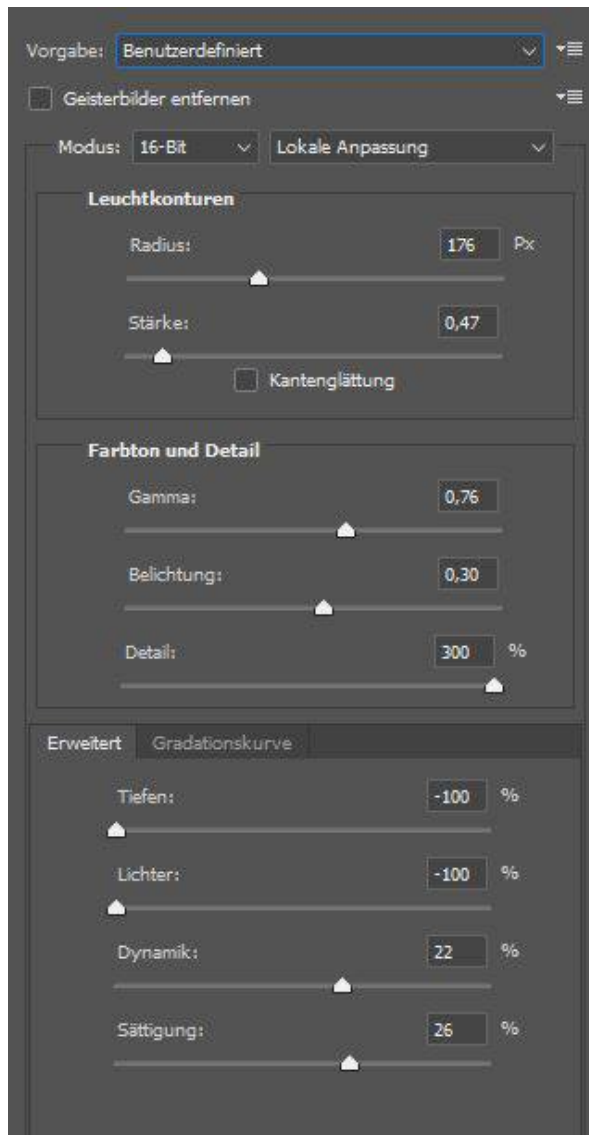 Vorgabe: Benutzerdefiniert
Geisterbilder entfernen
Modus: 16-Bit Lokale Anpassung
Leuchtkonturen
Radius: 176 Px
Stärke: 0,47
Kantenglättung
Farbton und Detail
Gamma: 0,76
Belichtung: 0,30
Detail: 300 %
Erweitert Gradationskurve
Tiefen: -100 %
Lichter: -100 %
Dynamik: 22 %
Sättigung: 26 %